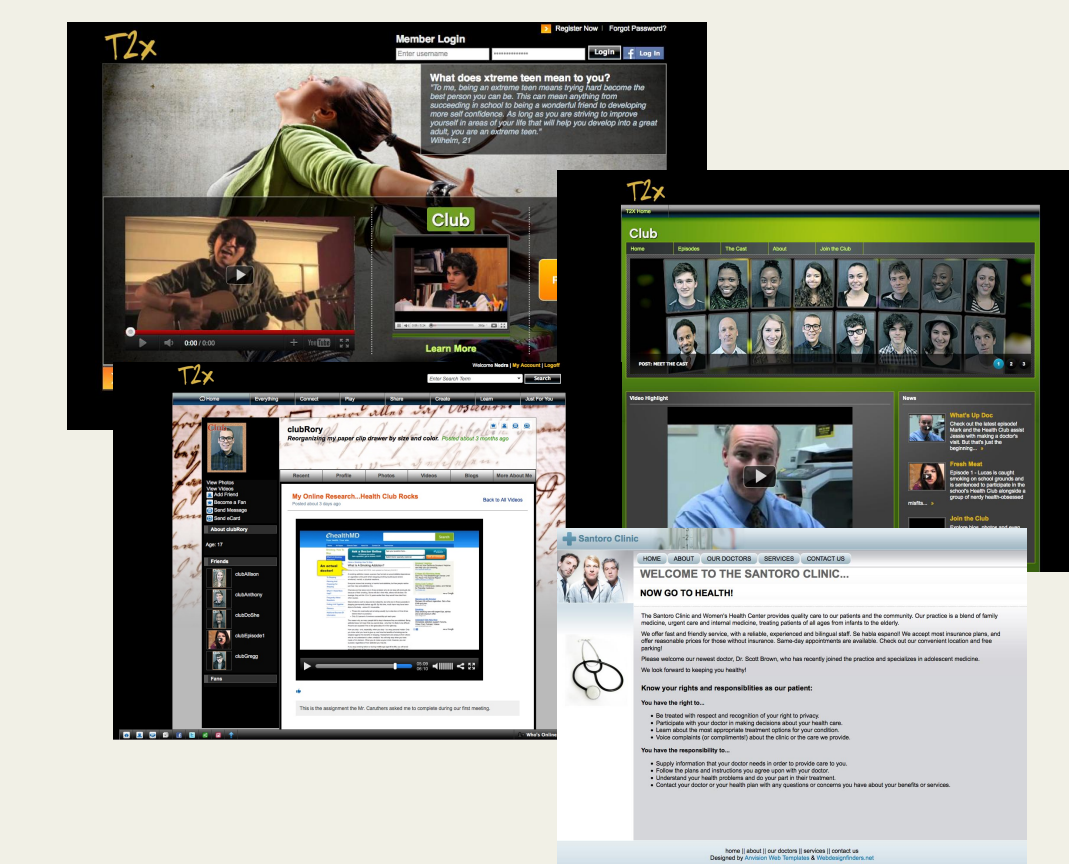 T2x
Register Now | Forgot Password?
Member Login
Enter username
Login
f Log In
What does xtreme teen mean to you?
"To me, being an extreme teen means trying hard become the
best person you can be. This can mean anything from
succeeding in school to being a wonderful friend to developing
more self confidence. As long as you are striving to improve
yourself in areas of your life that will help you develop into a great
adult, you are an extreme teen."
Wilhelm, 21
Club
0:00 / 0:00
YouTube
Learn More
T2x
T2X Home
Club
Home
Episodes
The Cast
About
Join the Club
POST: MEET THE CAST
1 2 3
Video Highlight
News
What's Up Doc
Check out the latest episode!
Mark and the Health Club assist
Jessie with making a doctor's
visit. But that's just the
beginning... »
Fresh Meat
Episode 1 - Lucas is caught
smoking on school grounds and
is sentenced to participate in the
school's Health Club alongside a
group of nerdy health-obsessed
misfits... »
Join the Club
T2x
Welcome Nedra | My Account | Logoff
Enter Search Term
Search
Home
Everything
Connect
Play
Share
Create
Learn
Just For You
clubRory
Reorganizing my paper clip drawer by size and color. Posted about 3 months ago
Recent
Profile
Photos
Videos
Blogs
More About Me
View Photos
View Videos
Add Friend
Become a Fan
Send Message
Send eCard
About clubRory
Age: 17
Friends
clubAllison
clubAnthony
clubDoShe
clubEpisode1
clubGregg
Fans
My Online Research...Health Club Rocks
Posted about 3 days ago
Back to All Videos
healthMD
Search
An actual
doctor!
05:09
06:10
This is the assignment the Mr. Caruthers asked me to complete during our first meeting.
Who's Online
Santoro Clinic
HOME
ABOUT
OUR DOCTORS
SERVICES
CONTACT US
WELCOME TO THE SANTORO CLINIC...
NOW GO TO HEALTH!
The Santoro Clinic and Women's Health Center provides quality care to our patients and the community. Our practice is a blend of family
medicine, urgent care and internal medicine, treating patients of all ages from infants to the elderly.
We offer fast and friendly service, with a reliable, experienced and bilingual staff. Se habla espanol! We accept most insurance plans, and
offer reasonable prices for those without insurance. Same-day appointments are available. Check out our convenient location and free
parking!
Please welcome our newest doctor, Dr. Scott Brown, who has recently joined the practice and specializes in adolescent medicine.
We look forward to keeping you healthy!
Know your rights and responsiblities as our patient:
You have the right to...
Be treated with respect and recognition of your right to privacy.
Participate with your doctor in making decisions about your health care.
Learn about the most appropriate treatment options for your condition.
Voice complaints (or compliments!) about the clinic or the care we provide.
You have the responsibility to...
Supply information that your doctor needs in order to provide care to you.
Follow the plans and instructions you agree upon with your doctor.
Understand your health problems and do your part in their treatment.
Contact your doctor or your health plan with any questions or concerns you have about your benefits or services.
home || about || our doctors || services || contact us
Designed by Anvision Web Templates & Webdesignfinders.net